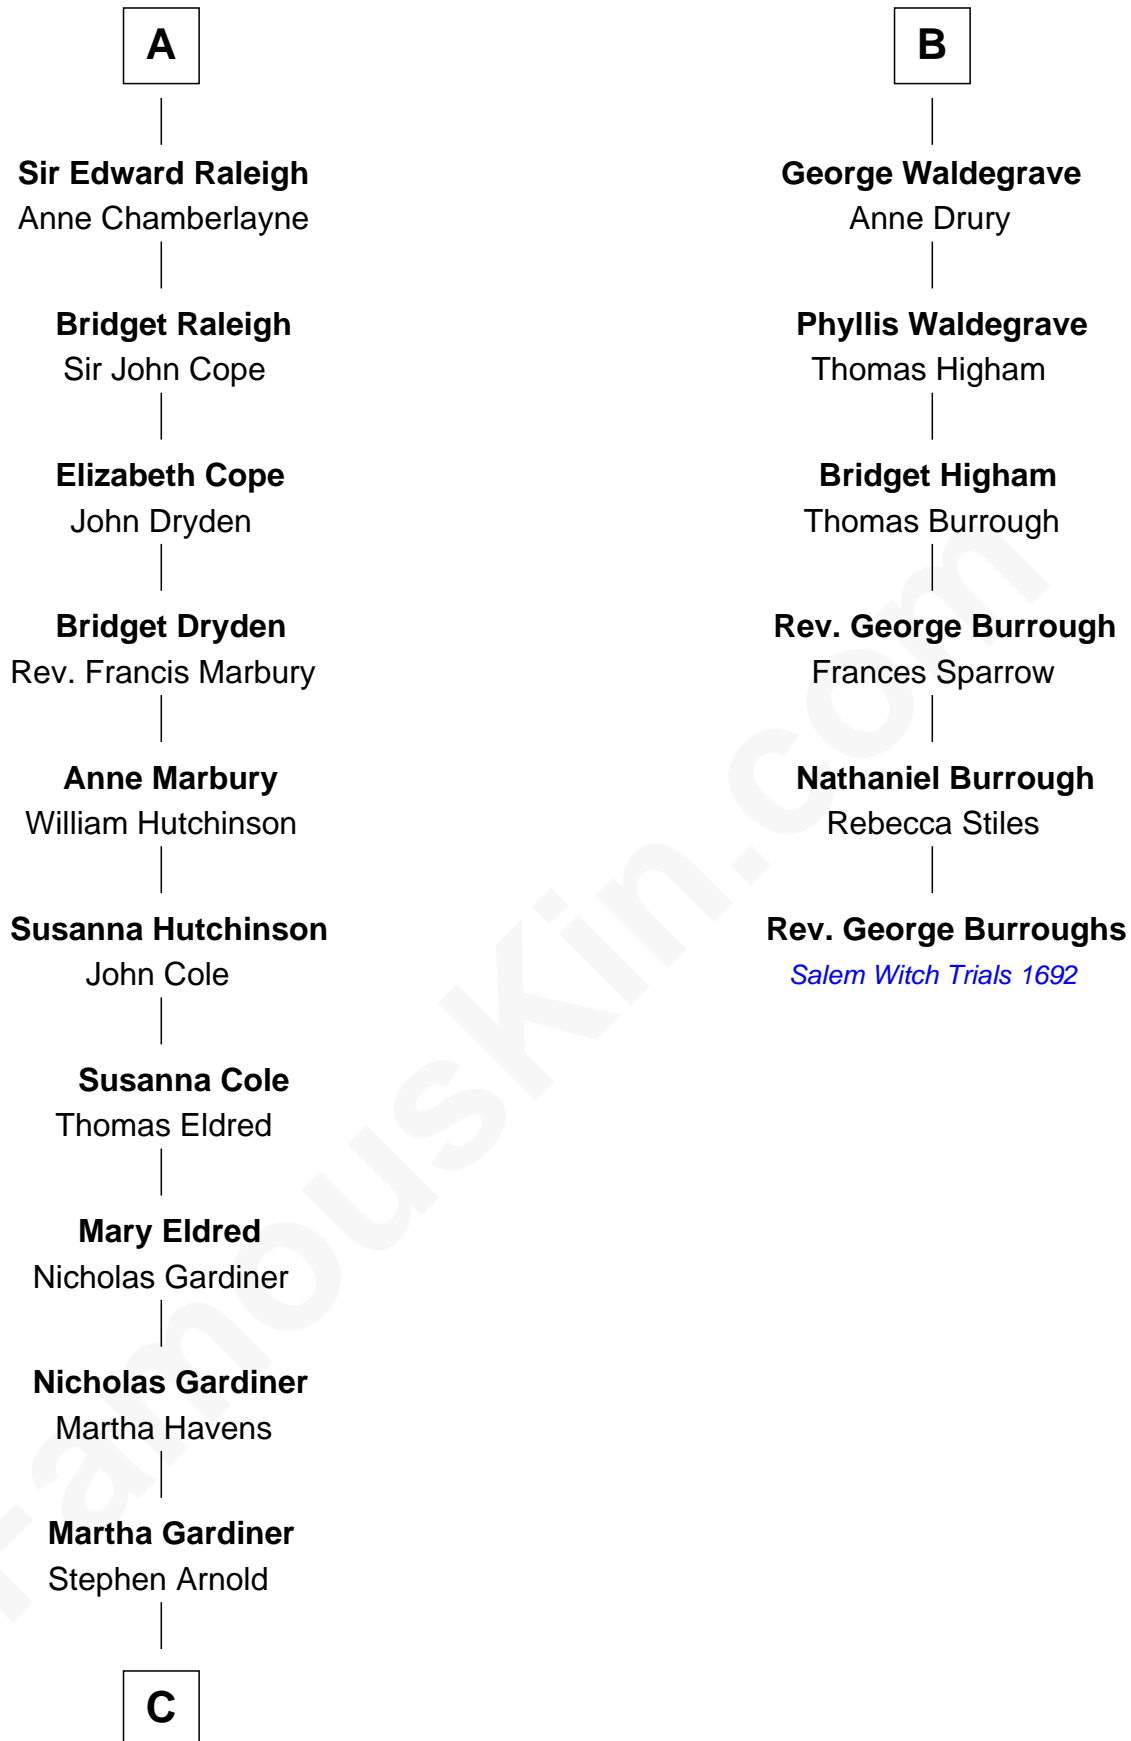 A
Sir Edward Raleigh
Anne Chamberlayne
Bridget Raleigh
Sir John Cope
Elizabeth Cope
John Dryden
Bridget Dryden
Rev. Francis Marbury
Anne Marbury
William Hutchinson
Susanna Hutchinson
John Cole
Susanna Cole
Thomas Eldred
Mary Eldred
Nicholas Gardiner
Nicholas Gardiner
Martha Havens
Martha Gardiner
Stephen Arnold
C
B
George Waldegrave
Anne Drury
Phyllis Waldegrave
Thomas Higham
Bridget Higham
Thomas Burrough
Rev. George Burrough
Frances Sparrow
Nathaniel Burrough
Rebecca Stiles
Rev. George Burroughs
Salem Witch Trials 1692
FamousKin.com